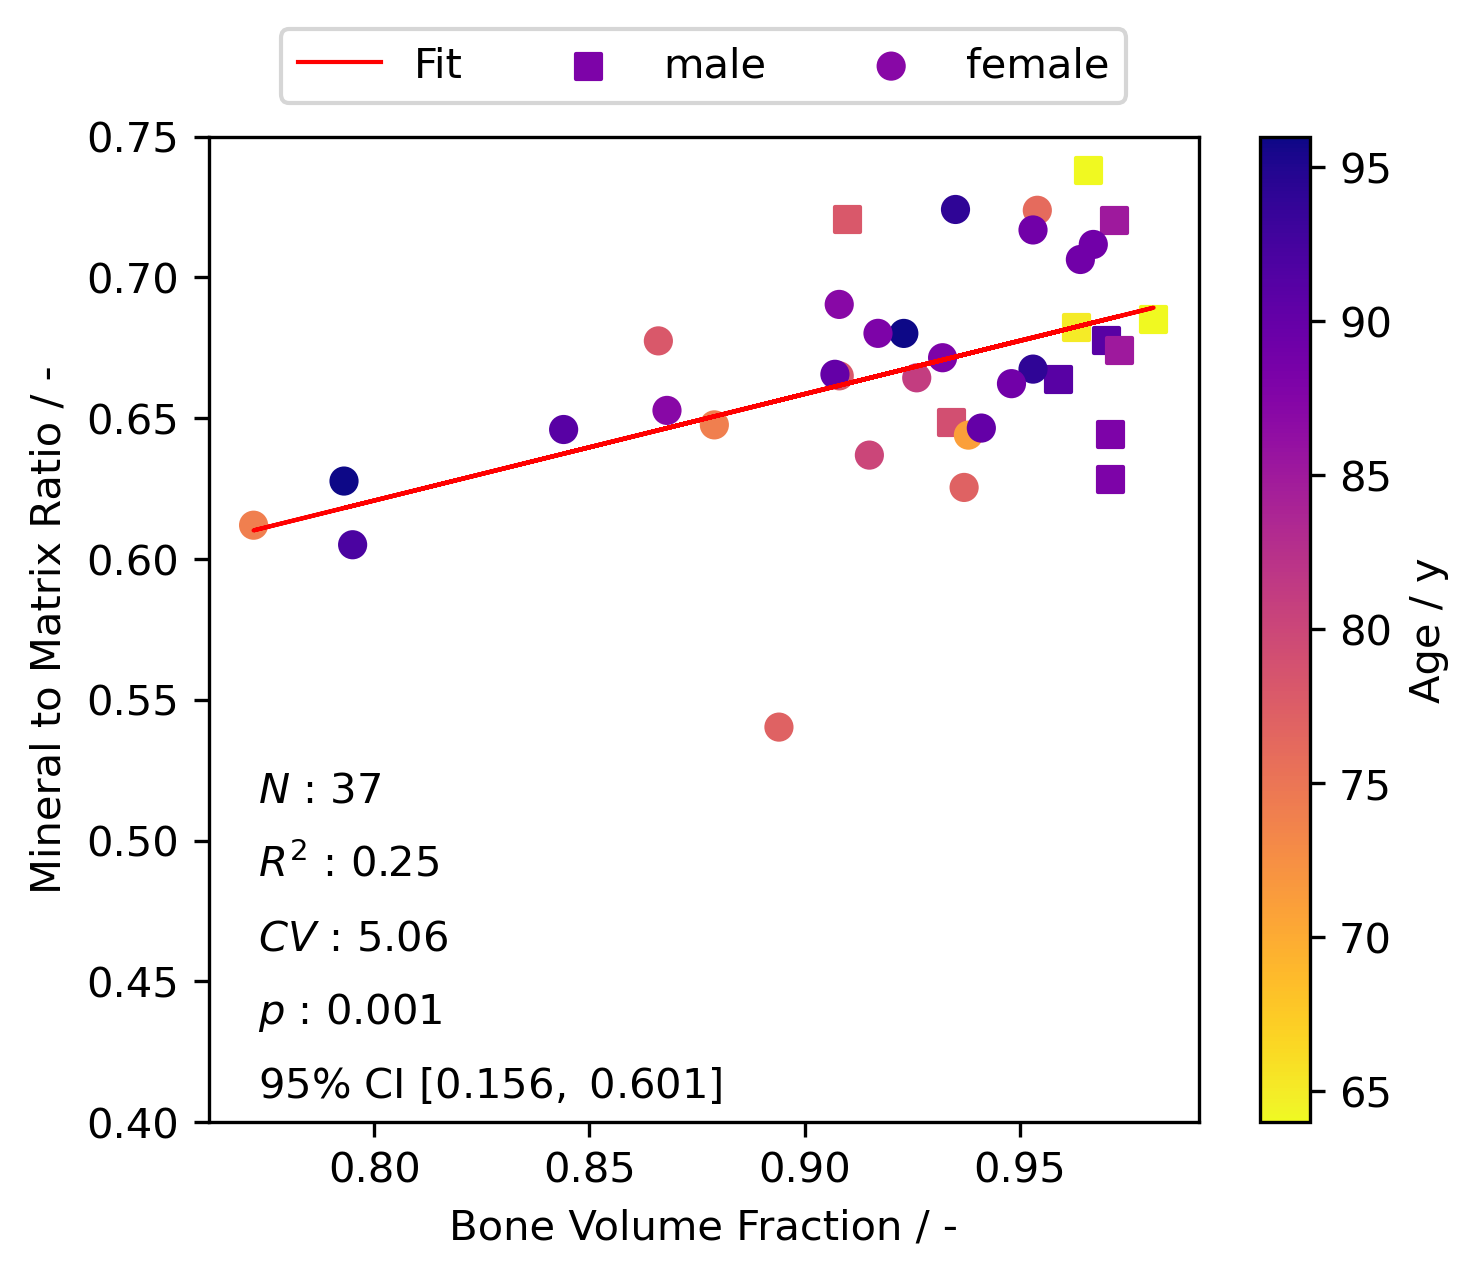 Fit male female
0.75
0.70
0.65
0.60
0.55
0.50
0.45
0.40
Mineral to Matrix Ratio / -
N : 37
R² : 0.25
CV : 5.06
p : 0.001
95% CI [0.156, 0.601]
0.80 0.85 0.90 0.95
Bone Volume Fraction / -
95
90
85
80
75
70
65
Age / y